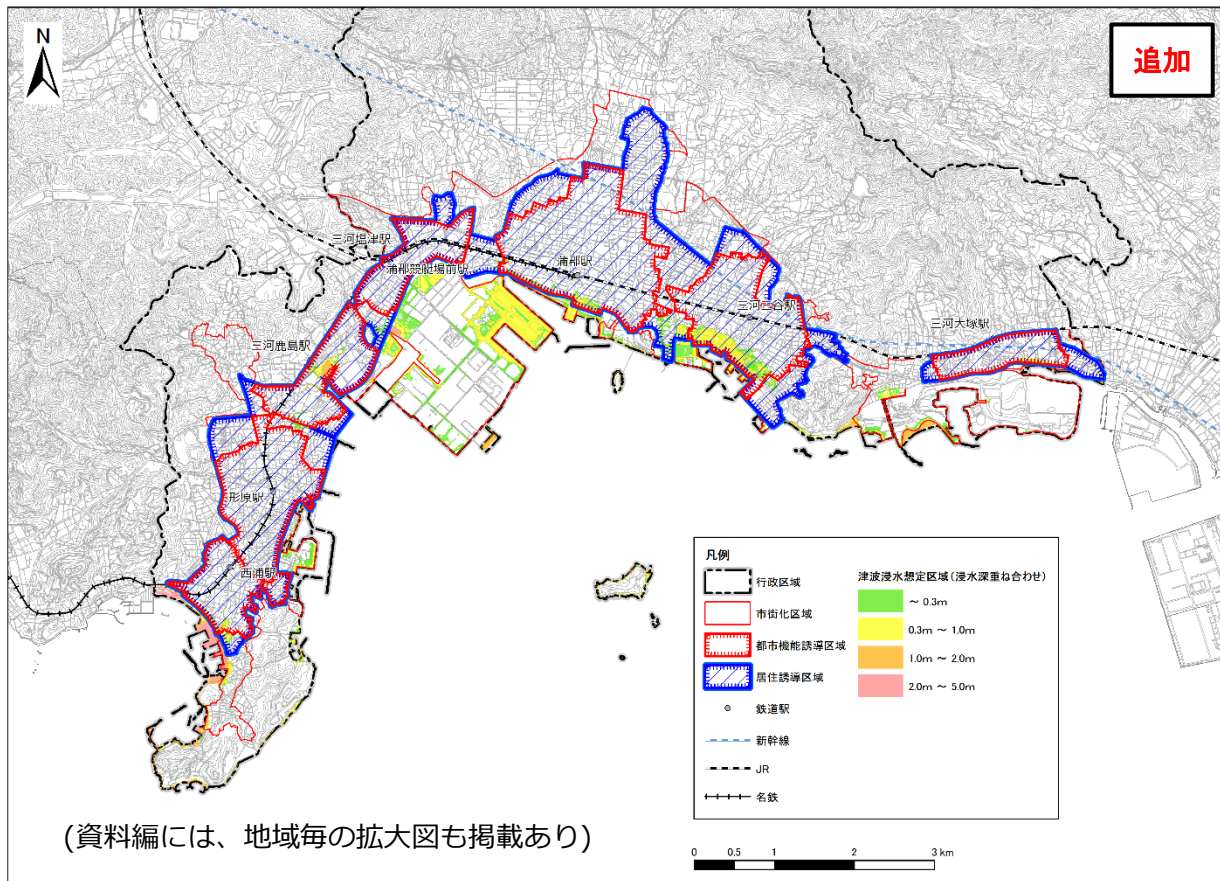 N
追加
三河塩津駅
蒲郡競艇場前駅
蒲郡駅
三河三谷駅
三河大塚駅
三河鹿島駅
形原駅
西浦駅
凡例
行政区域
市街化区域
都市機能誘導区域
居住誘導区域
鉄道駅
新幹線
JR
名鉄
津波浸水想定区域(浸水深重ね合わせ)
～ 0.3m
0.3m ～ 1.0m
1.0m ～ 2.0m
2.0m ～ 5.0m
(資料編には、地域毎の拡大図も掲載あり)
0 0.5 1 2 3 km